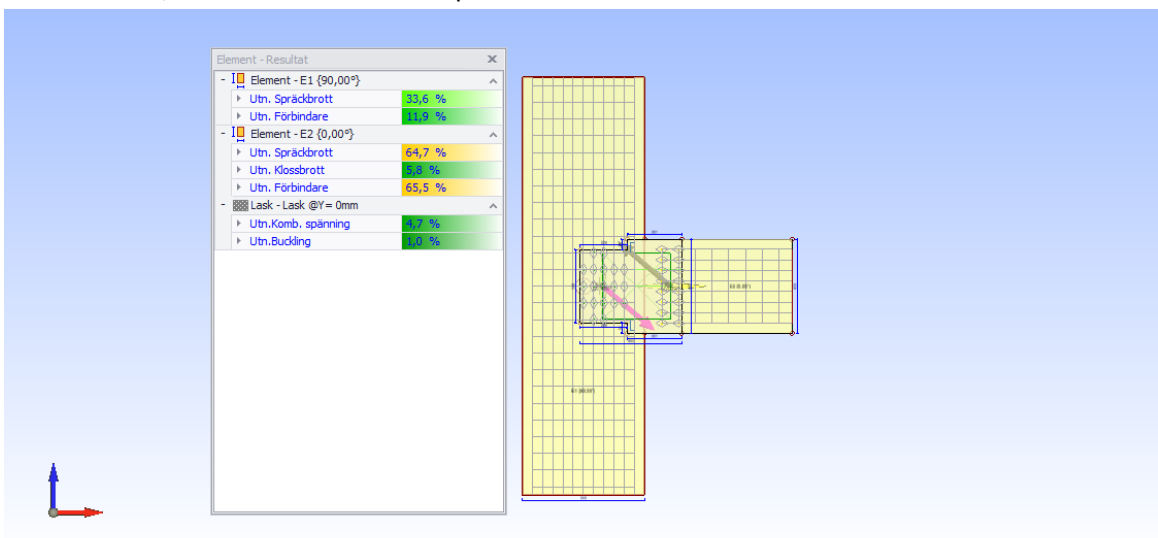 Element - Resultat
Element - E1 {90,00°}
Utn. Spräckbrott 33,6 %
Utn. Förbindare 11,9 %
Element - E2 {0,00°}
Utn. Spräckbrott 64,7 %
Utn. Klossbrott 5,8 %
Utn. Förbindare 65,5 %
Lask - Lask @Y= 0mm
Utn.Komb. spänning 4,7 %
Utn.Buckling 1,0 %